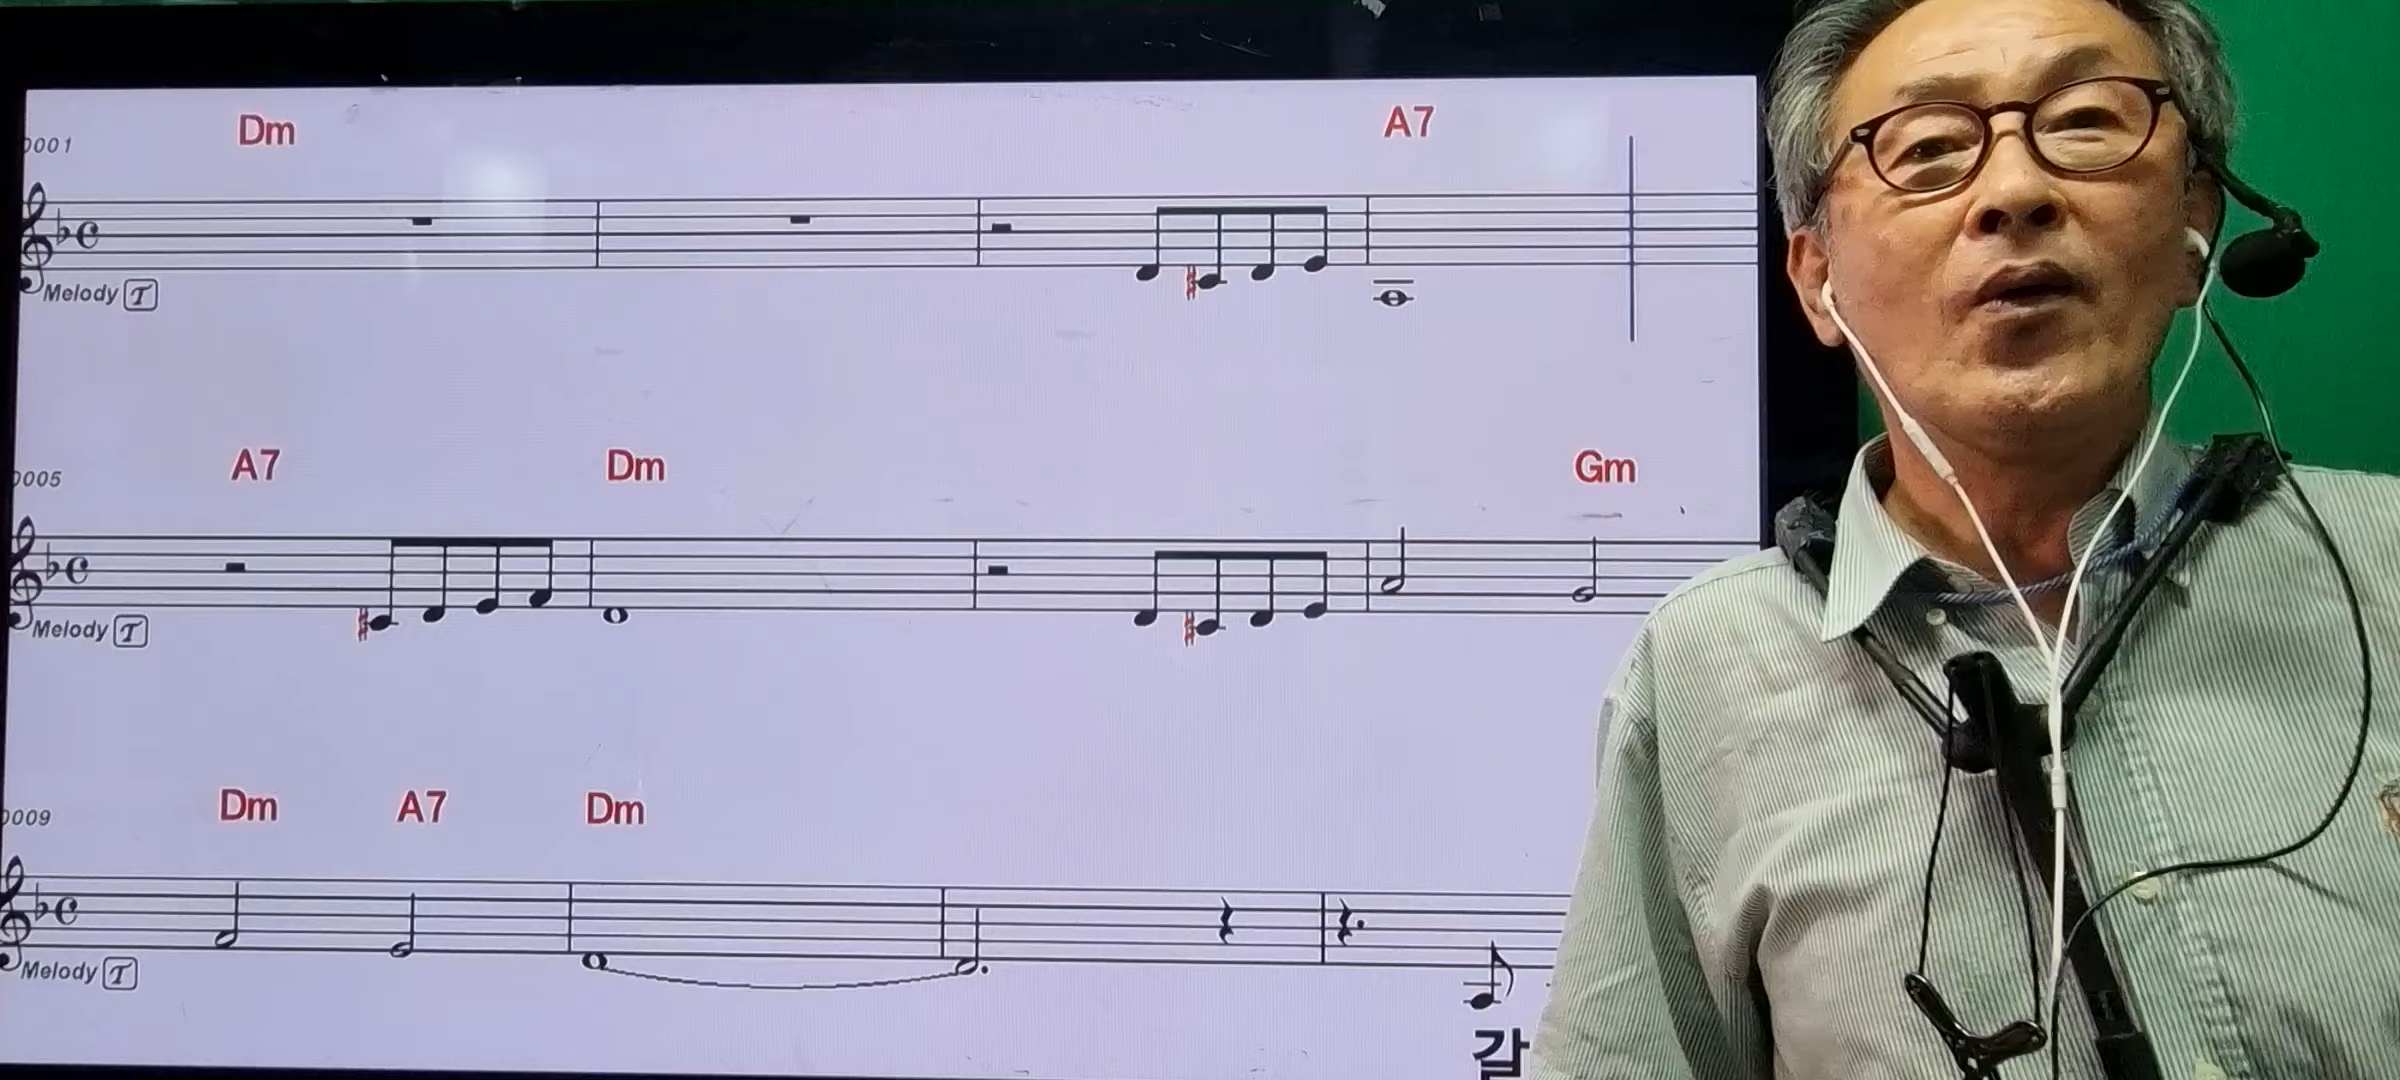 Dm A7
0001
Melody T
A7 Dm Gm
0005
Melody T
Dm A7 Dm
0009
Melody T
갈